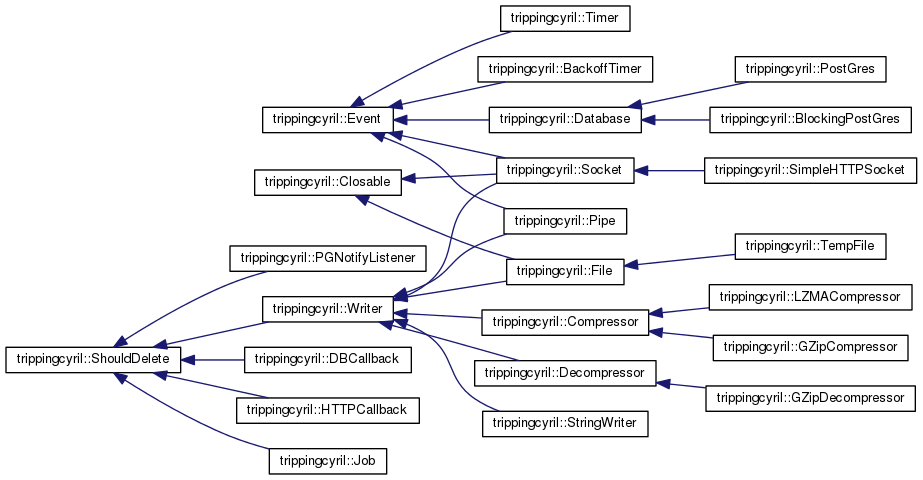 trippingcyril::Timer
trippingcyril::BackoffTimer
trippingcyril::PostGres
trippingcyril::Event
trippingcyril::Database
trippingcyril::BlockingPostGres
trippingcyril::Closable
trippingcyril::Socket
trippingcyril::SimpleHTTPSocket
trippingcyril::Pipe
trippingcyril::PGNotifyListener
trippingcyril::File
trippingcyril::TempFile
trippingcyril::Writer
trippingcyril::LZMACompressor
trippingcyril::Compressor
trippingcyril::GZipCompressor
trippingcyril::ShouldDelete
trippingcyril::DBCallback
trippingcyril::Decompressor
trippingcyril::GZipDecompressor
trippingcyril::HTTPCallback
trippingcyril::StringWriter
trippingcyril::Job